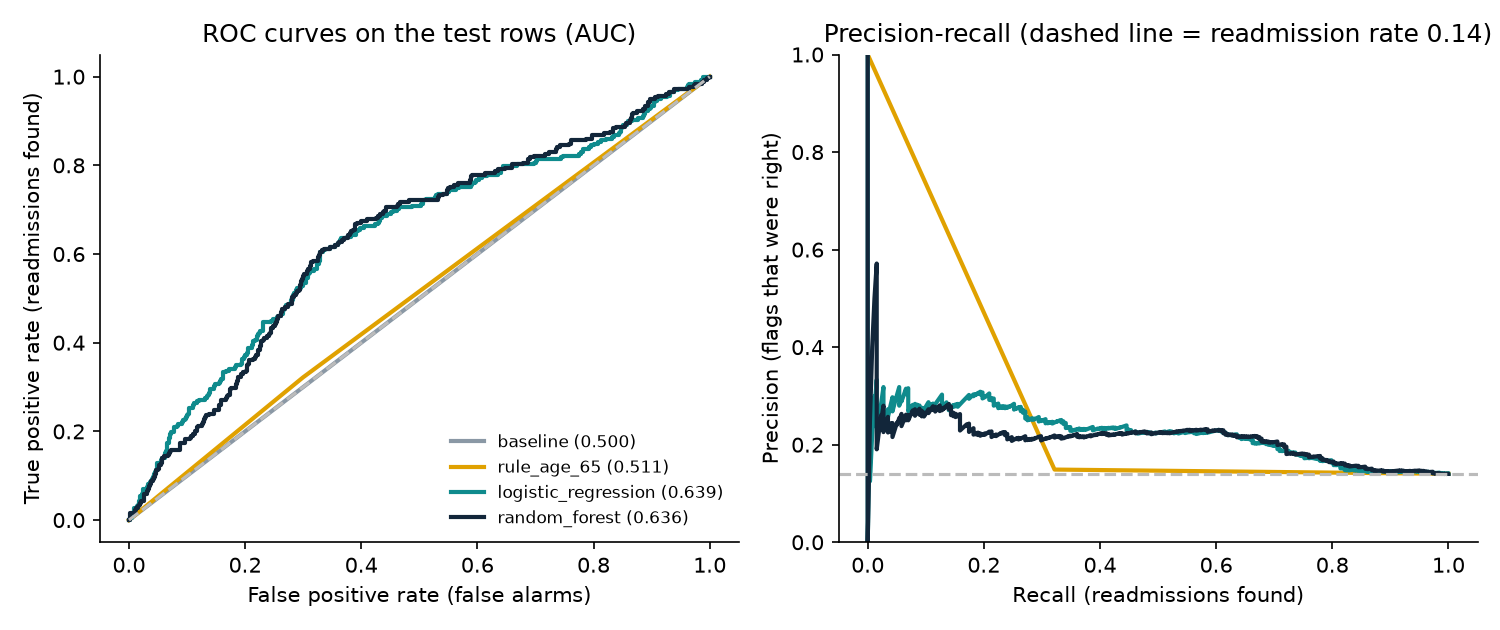 ROC curves on the test rows (AUC)
True positive rate (readmissions found)
1.0
0.8
0.6
0.4
0.2
0.0
baseline (0.500)
rule_age_65 (0.511)
logistic_regression (0.639)
random_forest (0.636)
0.0 0.2 0.4 0.6 0.8 1.0
False positive rate (false alarms)
Precision-recall (dashed line = readmission rate 0.14)
Precision (flags that were right)
1.0
0.8
0.6
0.4
0.2
0.0
0.0 0.2 0.4 0.6 0.8 1.0
Recall (readmissions found)